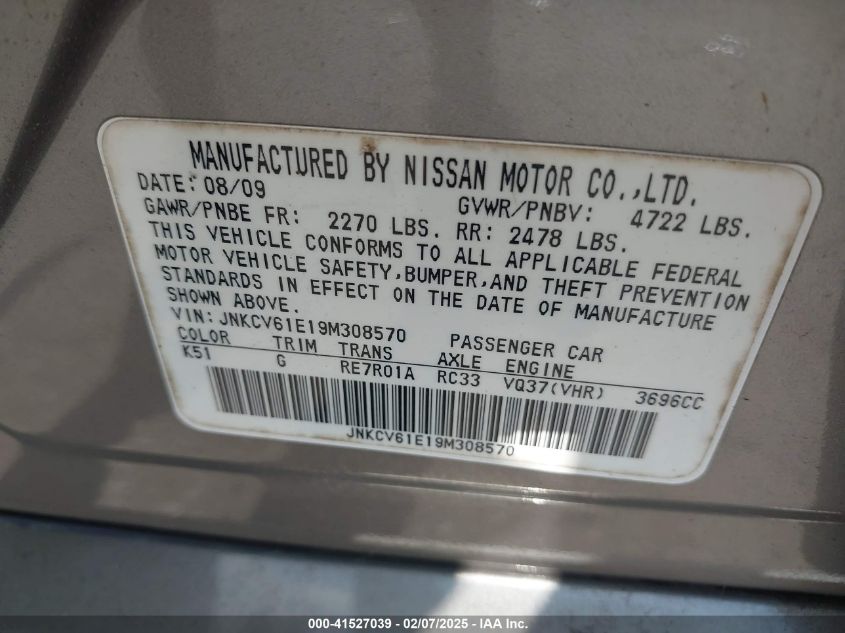 MANUFACTURED BY NISSAN MOTOR CO.,LTD.
DATE: 08/09 GVWR/PNBV: 4722 LBS.
GAWR/PNBE FR: 2270 LBS. RR: 2478 LBS.
THIS VEHICLE CONFORMS TO ALL APPLICABLE FEDERAL
MOTOR VEHICLE SAFETY,BUMPER,AND THEFT PREVENTION
STANDARDS IN EFFECT ON THE DATE OF MANUFACTURE
SHOWN ABOVE.
VIN: JNKCV61E19M308570 PASSENGER CAR
COLOR TRIM TRANS AXLE ENGINE
K51 G RE7R01A RC33 VQ37(VHR) 3696CC
JNKCV61E19M308570
000-41527039 - 02/07/2025 - IAA Inc.